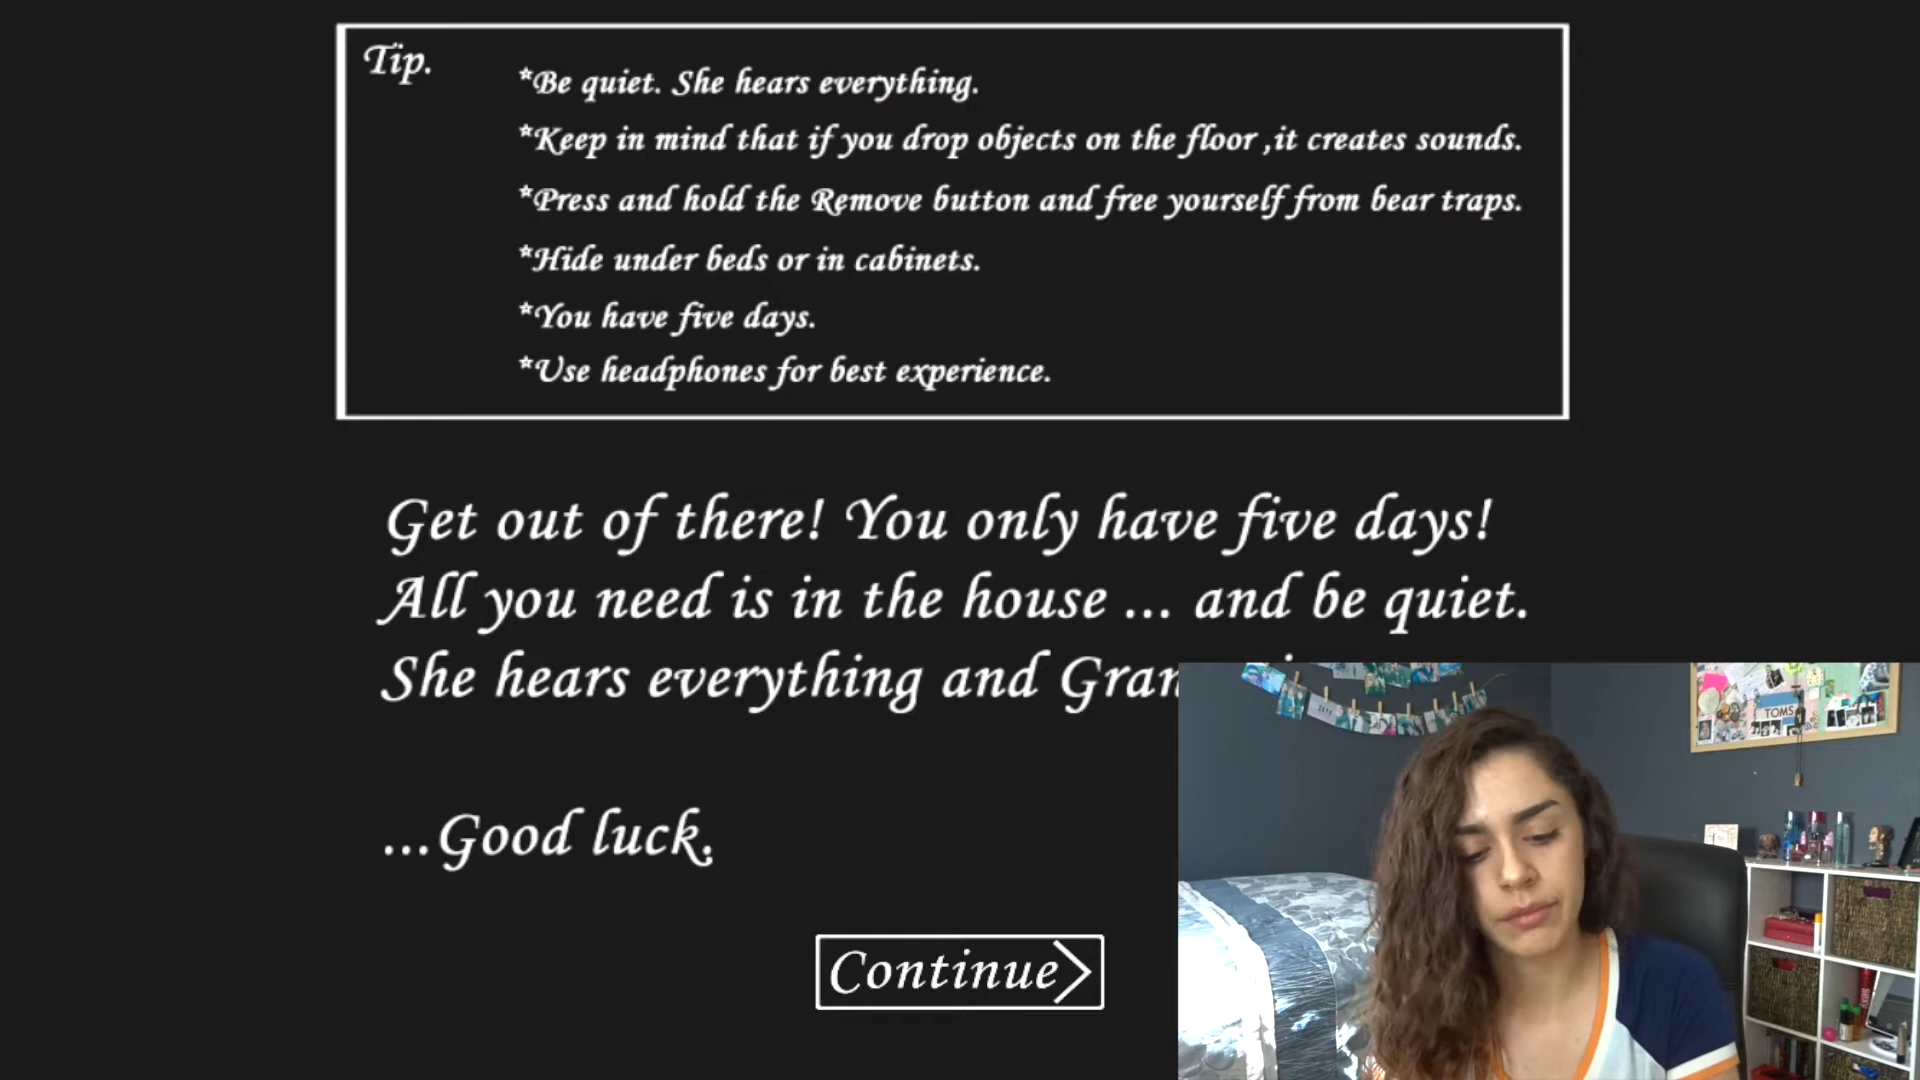 Tip.
*Be quiet. She hears everything.
*Keep in mind that if you drop objects on the floor ,it creates sounds.
*Press and hold the Remove button and free yourself from bear traps.
*Hide under beds or in cabinets.
*You have five days.
*Use headphones for best experience.
Get out of there! You only have five days!
All you need is in the house ... and be quiet.
She hears everything and
...Good luck.
Continue>
TOMS